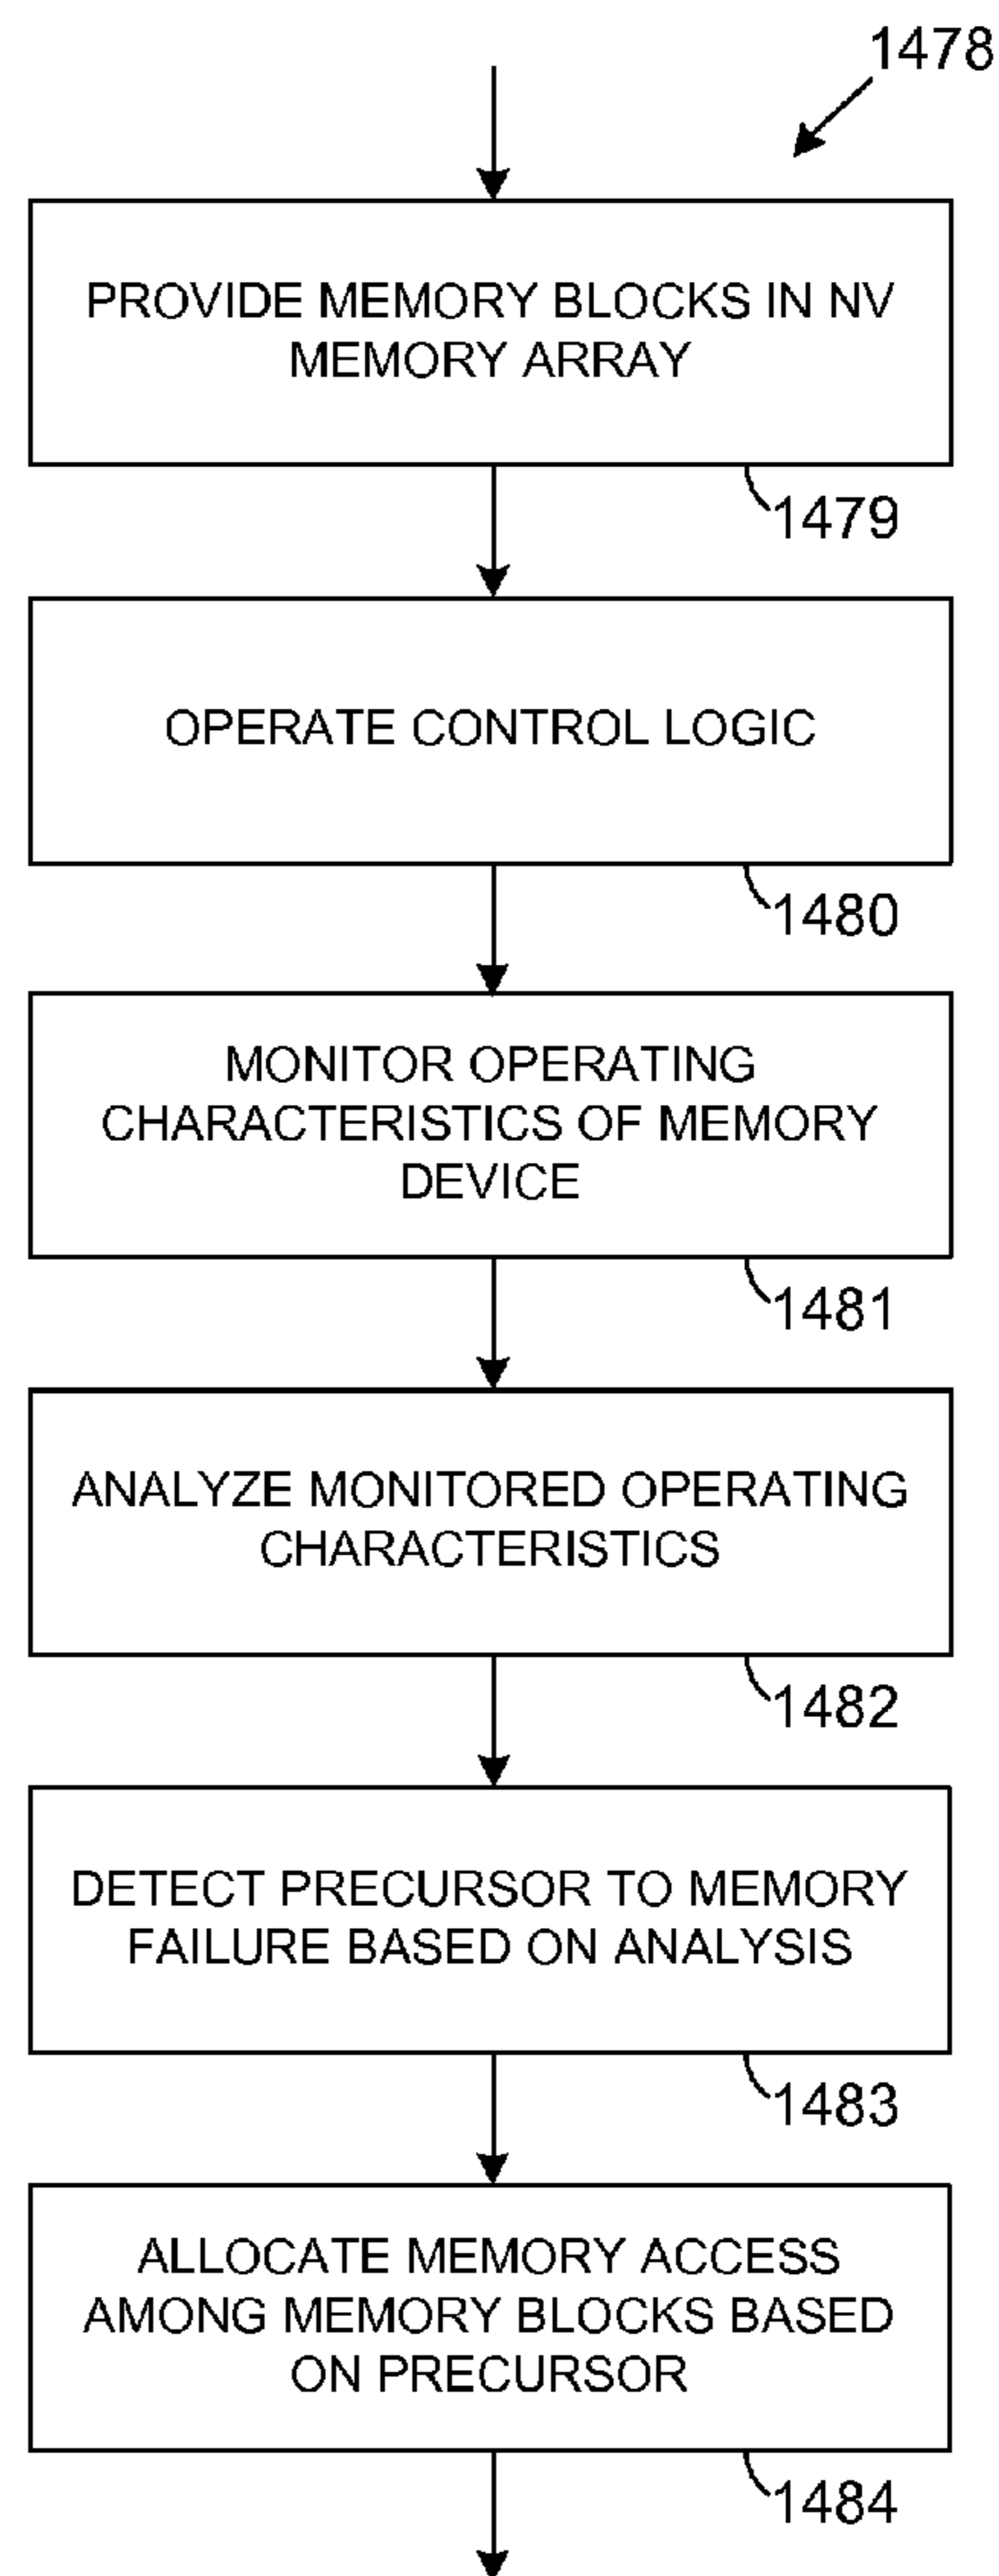 1478
PROVIDE MEMORY BLOCKS IN NV
MEMORY ARRAY
1479
OPERATE CONTROL LOGIC
1480
MONITOR OPERATING
CHARACTERISTICS OF MEMORY
DEVICE
1481
ANALYZE MONITORED OPERATING
CHARACTERISTICS
1482
DETECT PRECURSOR TO MEMORY
FAILURE BASED ON ANALYSIS
1483
ALLOCATE MEMORY ACCESS
AMONG MEMORY BLOCKS BASED
ON PRECURSOR
1484